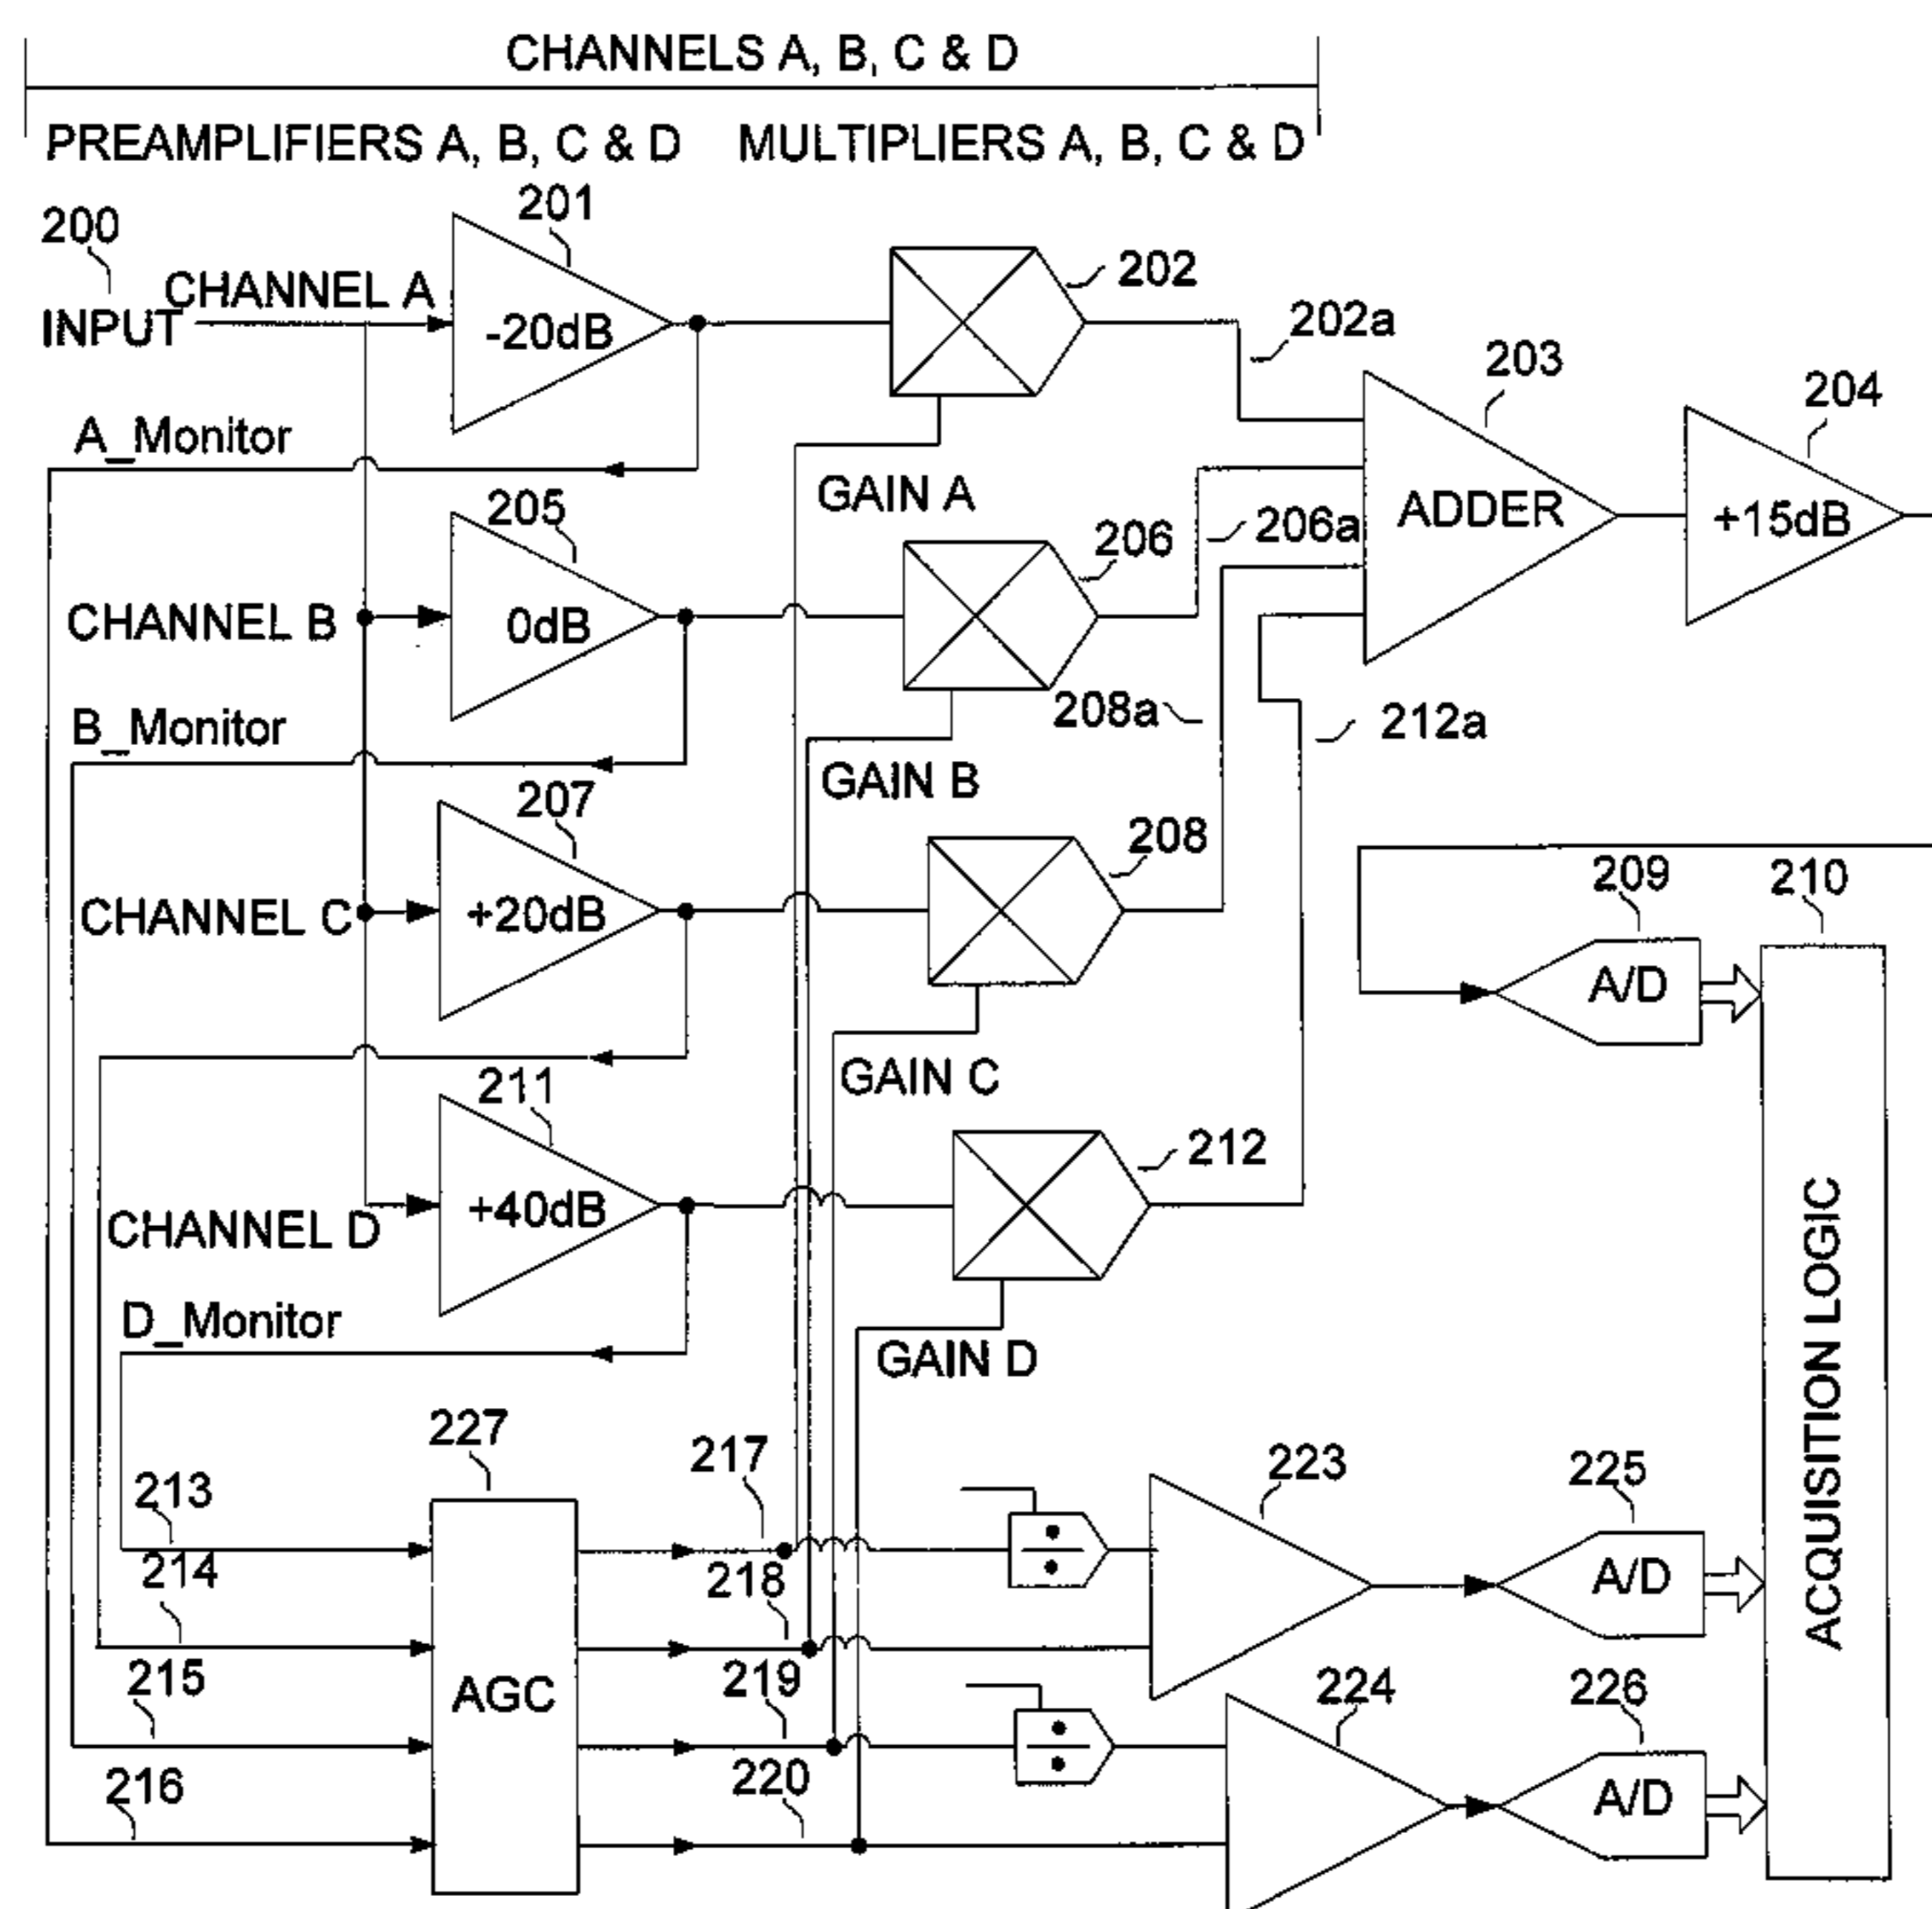 CHANNELS A, B, C & D
PREAMPLIFIERS A, B, C & D MULTIPLIERS A, B, C & D
200
201
202
CHANNEL A
INPUT
-20dB
202a
203
204
A_Monitor
GAIN A
205
206
206a
ADDER
+15dB
CHANNEL B
0dB
208a
212a
B_Monitor
GAIN B
207
208
209
210
CHANNEL C
+20dB
A/D
211
GAIN C
212
CHANNEL D
+40dB
D_Monitor
GAIN D
ACQUISITION LOGIC
227
217
223
225
213
214
218
A/D
215
219
AGC
224
226
216
220
A/D